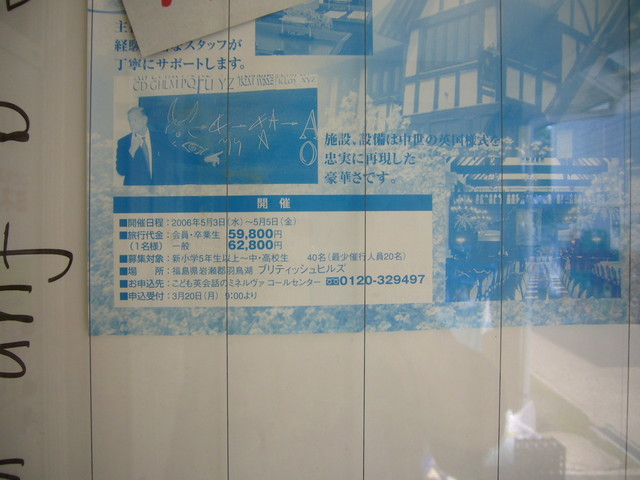 経験
スタッフが
丁寧にサポートします。
施設、設備は中世の英国様式を
忠実に再現した
豪華さです。
開催
■開催日程：2006年5月3日（水）～5月5日（金）
■旅行代金：会員・卒業生 59,800円
（1名様） 一般 62,800円
■募集対象：新小学5年生以上～中・高校生 40名（最少催行人員20名）
■場 所：福島県岩瀬郡羽鳥湖 ブリティッシュヒルズ
■お申込先：こども英会話のミネルヴァ コールセンター 0120-329497
■申込受付：3月20日（月） 9:00より